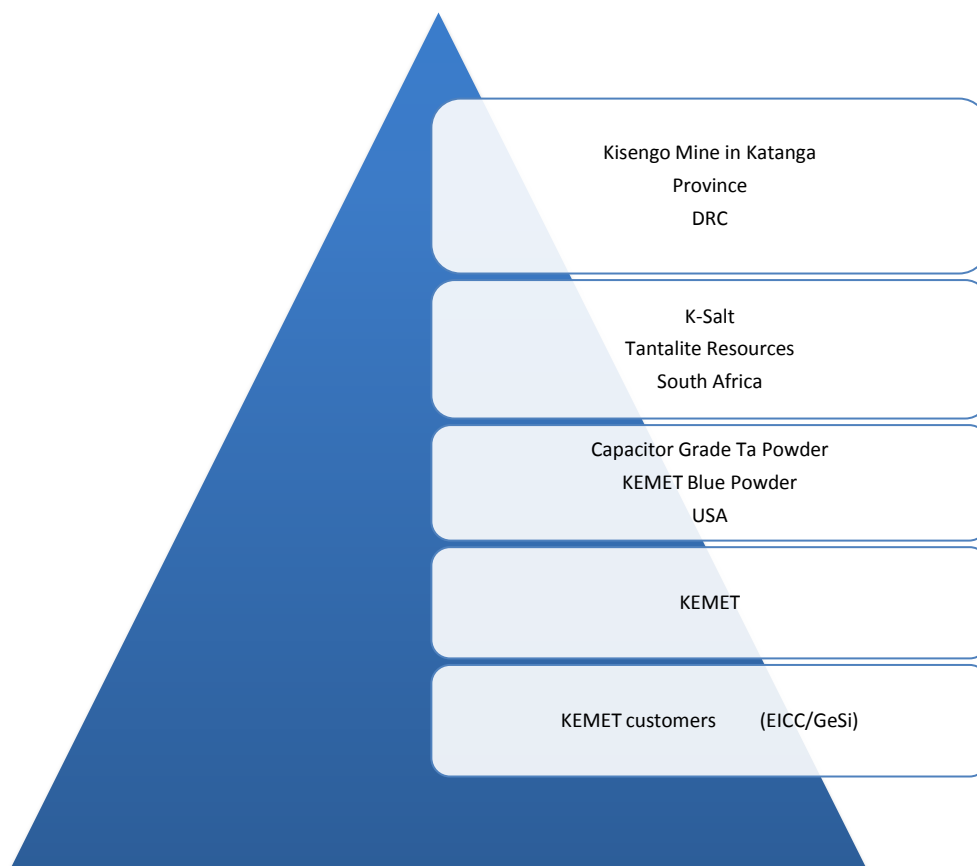 Kisengo Mine in Katanga
Province
DRC
K-Salt
Tantalite Resources
South Africa
Capacitor Grade Ta Powder
KEMET Blue Powder
USA
KEMET
KEMET customers (EICC/GeSi)